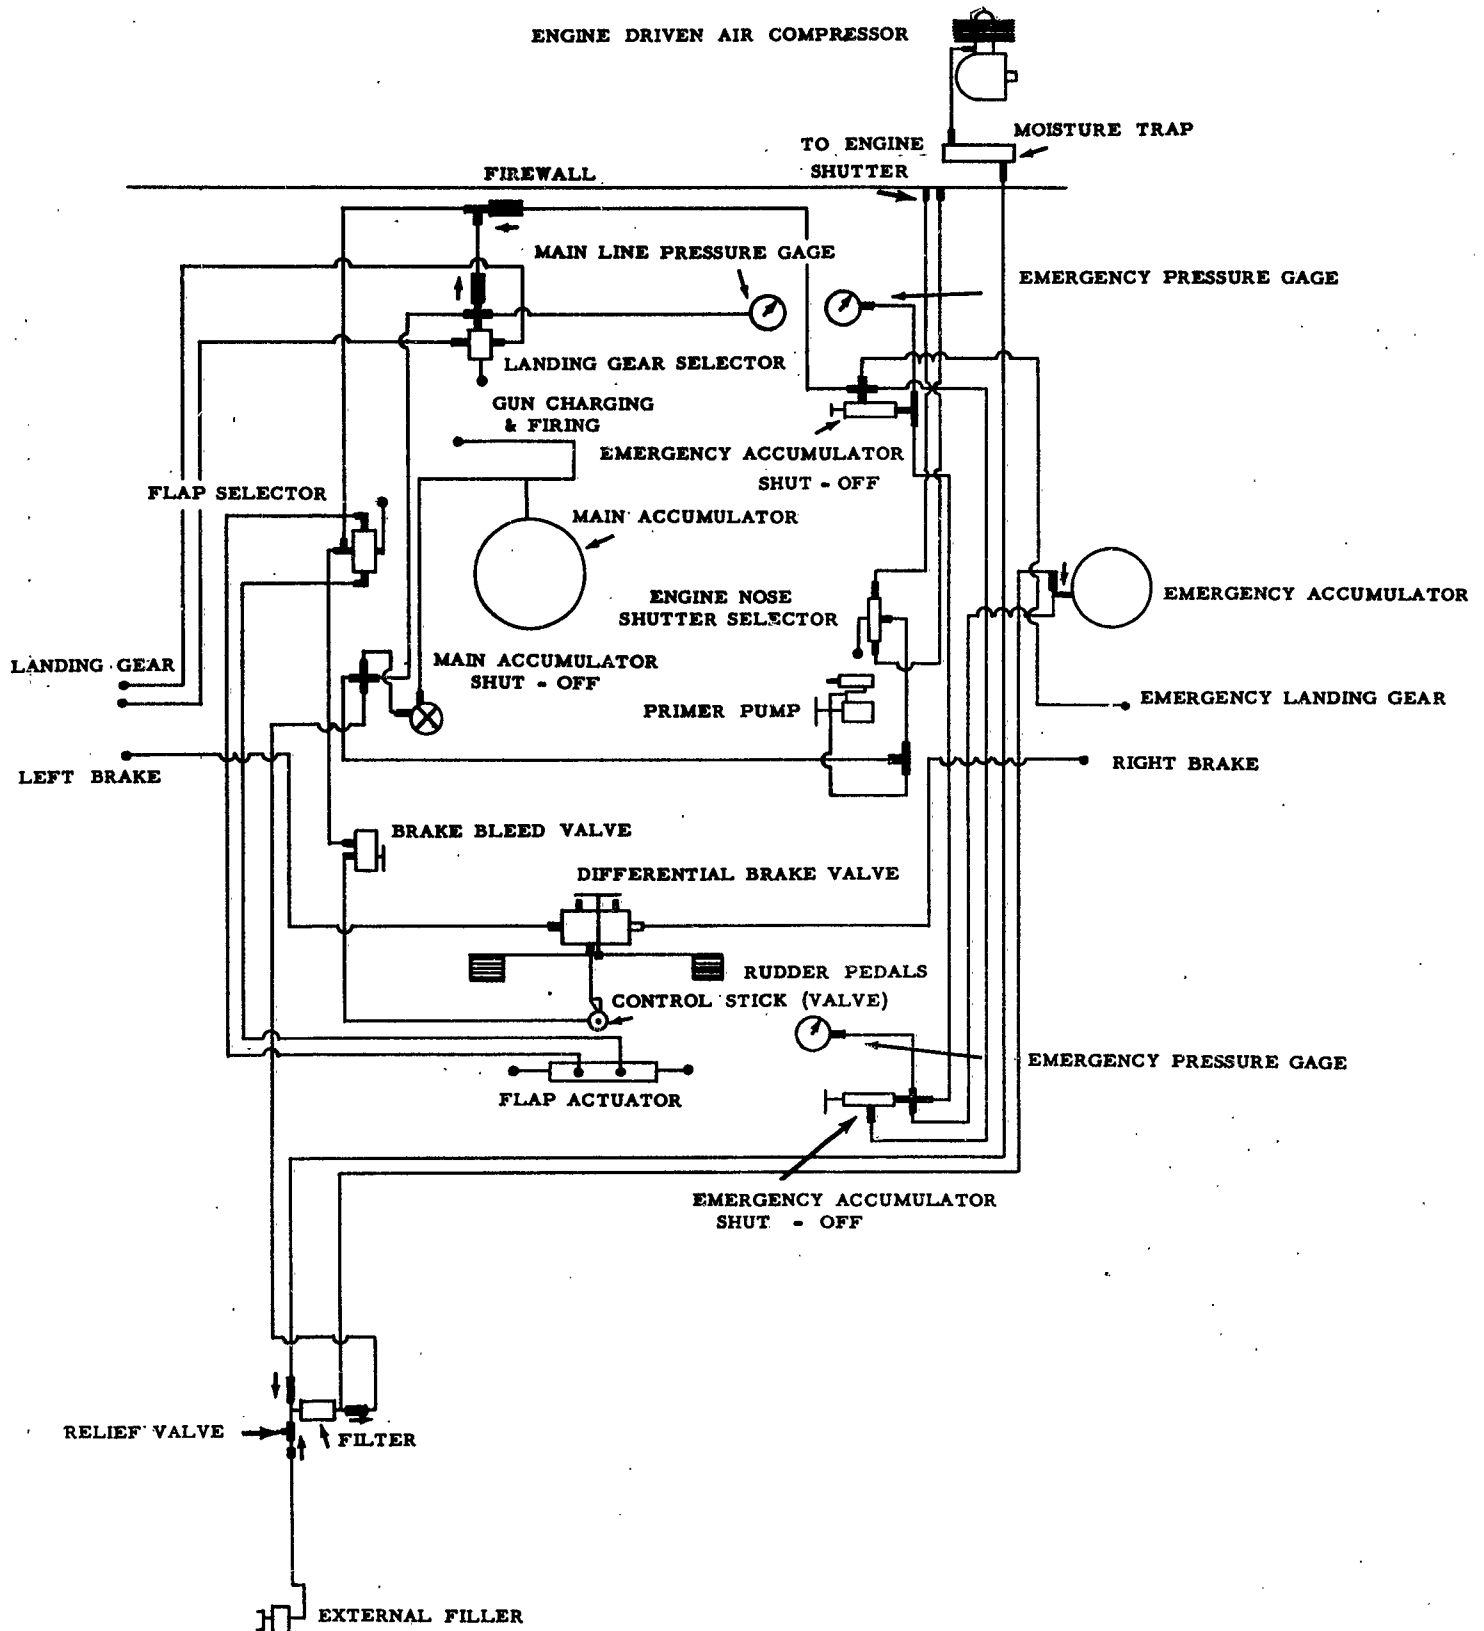 ENGINE DRIVEN AIR COMPRESSOR
MOISTURE TRAP
TO ENGINE
SHUTTER
FIREWALL
MAIN LINE PRESSURE GAGE
EMERGENCY PRESSURE GAGE
LANDING GEAR SELECTOR
GUN CHARGING
& FIRING
EMERGENCY ACCUMULATOR
SHUT - OFF
FLAP SELECTOR
MAIN ACCUMULATOR
ENGINE NOSE
SHUTTER SELECTOR
EMERGENCY ACCUMULATOR
LANDING GEAR
MAIN ACCUMULATOR
SHUT - OFF
PRIMER PUMP
EMERGENCY LANDING GEAR
LEFT BRAKE
RIGHT BRAKE
BRAKE BLEED VALVE
DIFFERENTIAL BRAKE VALVE
RUDDER PEDALS
CONTROL STICK (VALVE)
EMERGENCY PRESSURE GAGE
FLAP ACTUATOR
EMERGENCY ACCUMULATOR
SHUT - OFF
RELIEF VALVE
FILTER
EXTERNAL FILLER